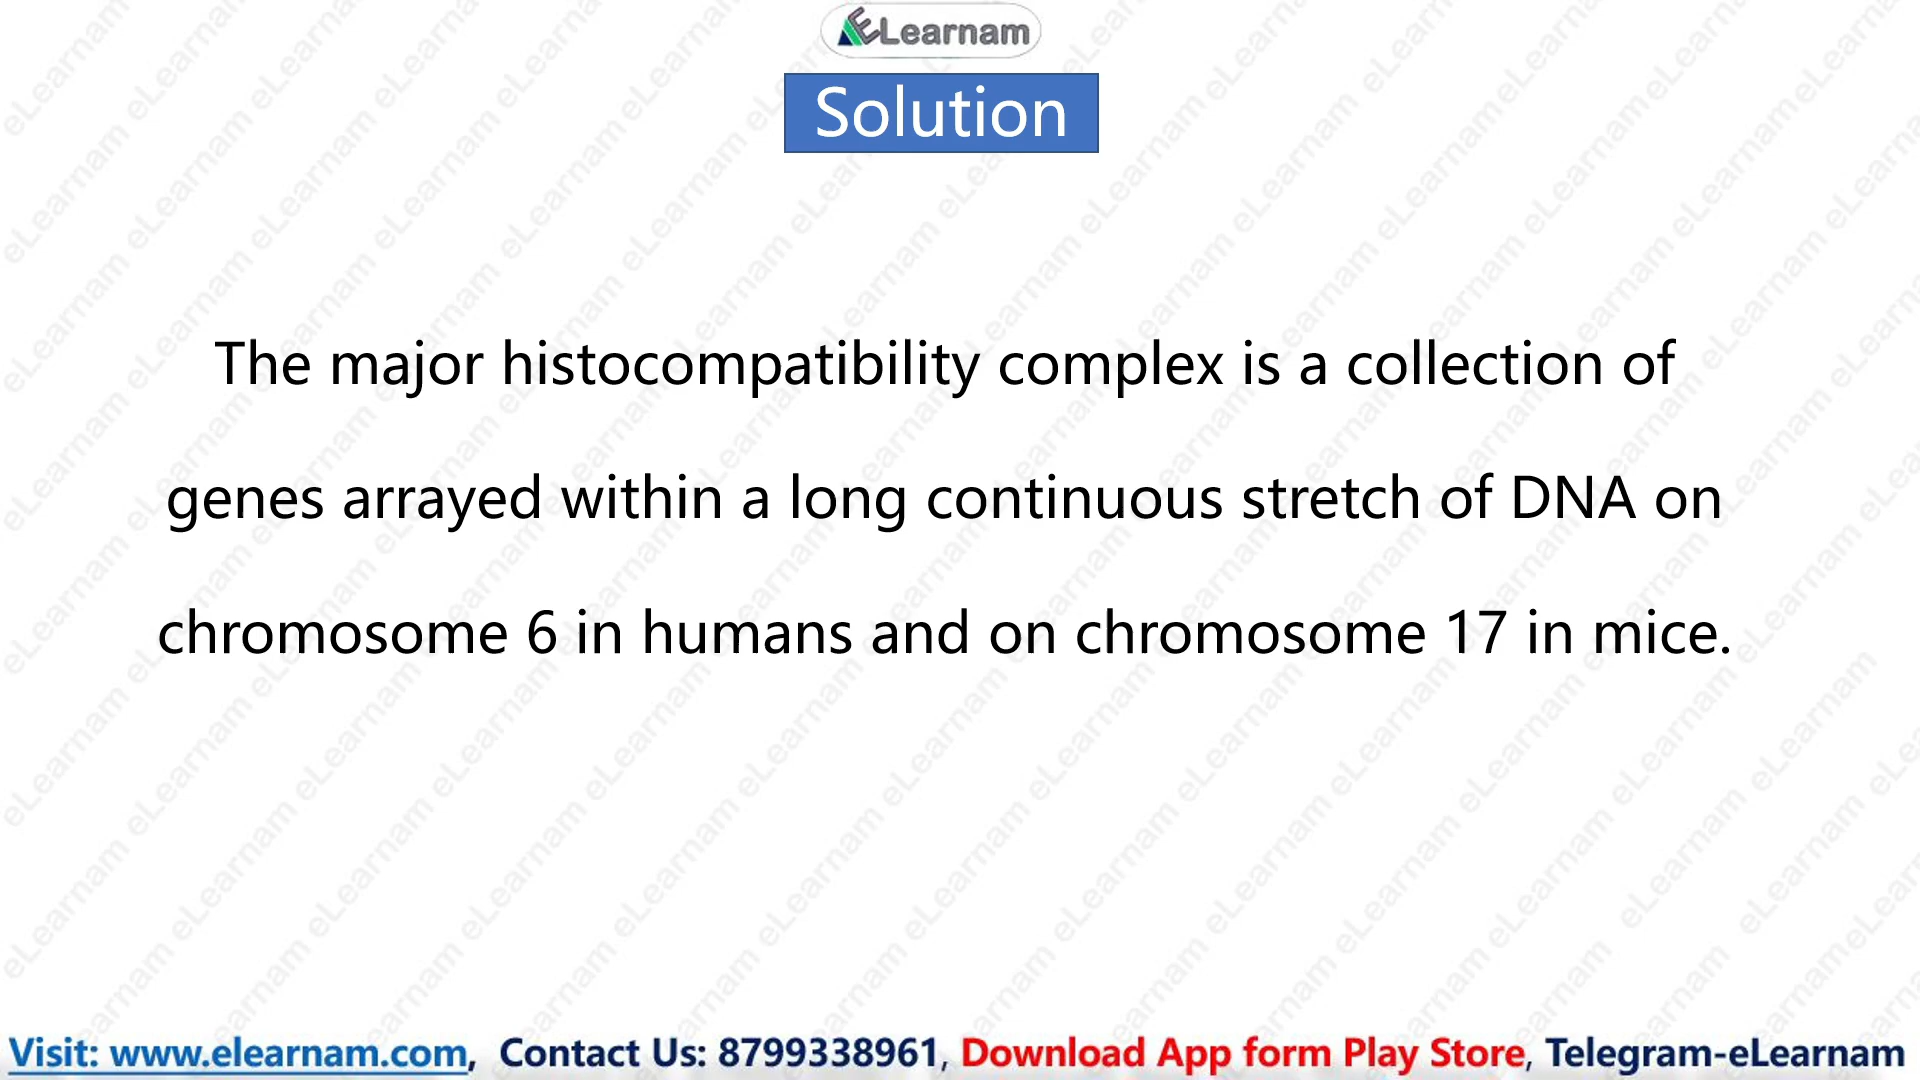 ELearnam
Solution
The major histocompatibility complex is a collection of
genes arrayed within a long continuous stretch of DNA on
chromosome 6 in humans and on chromosome 17 in mice.
Visit: www.elearnam.com, Contact Us: 8799338961, Download App form Play Store, Telegram-eLearnam